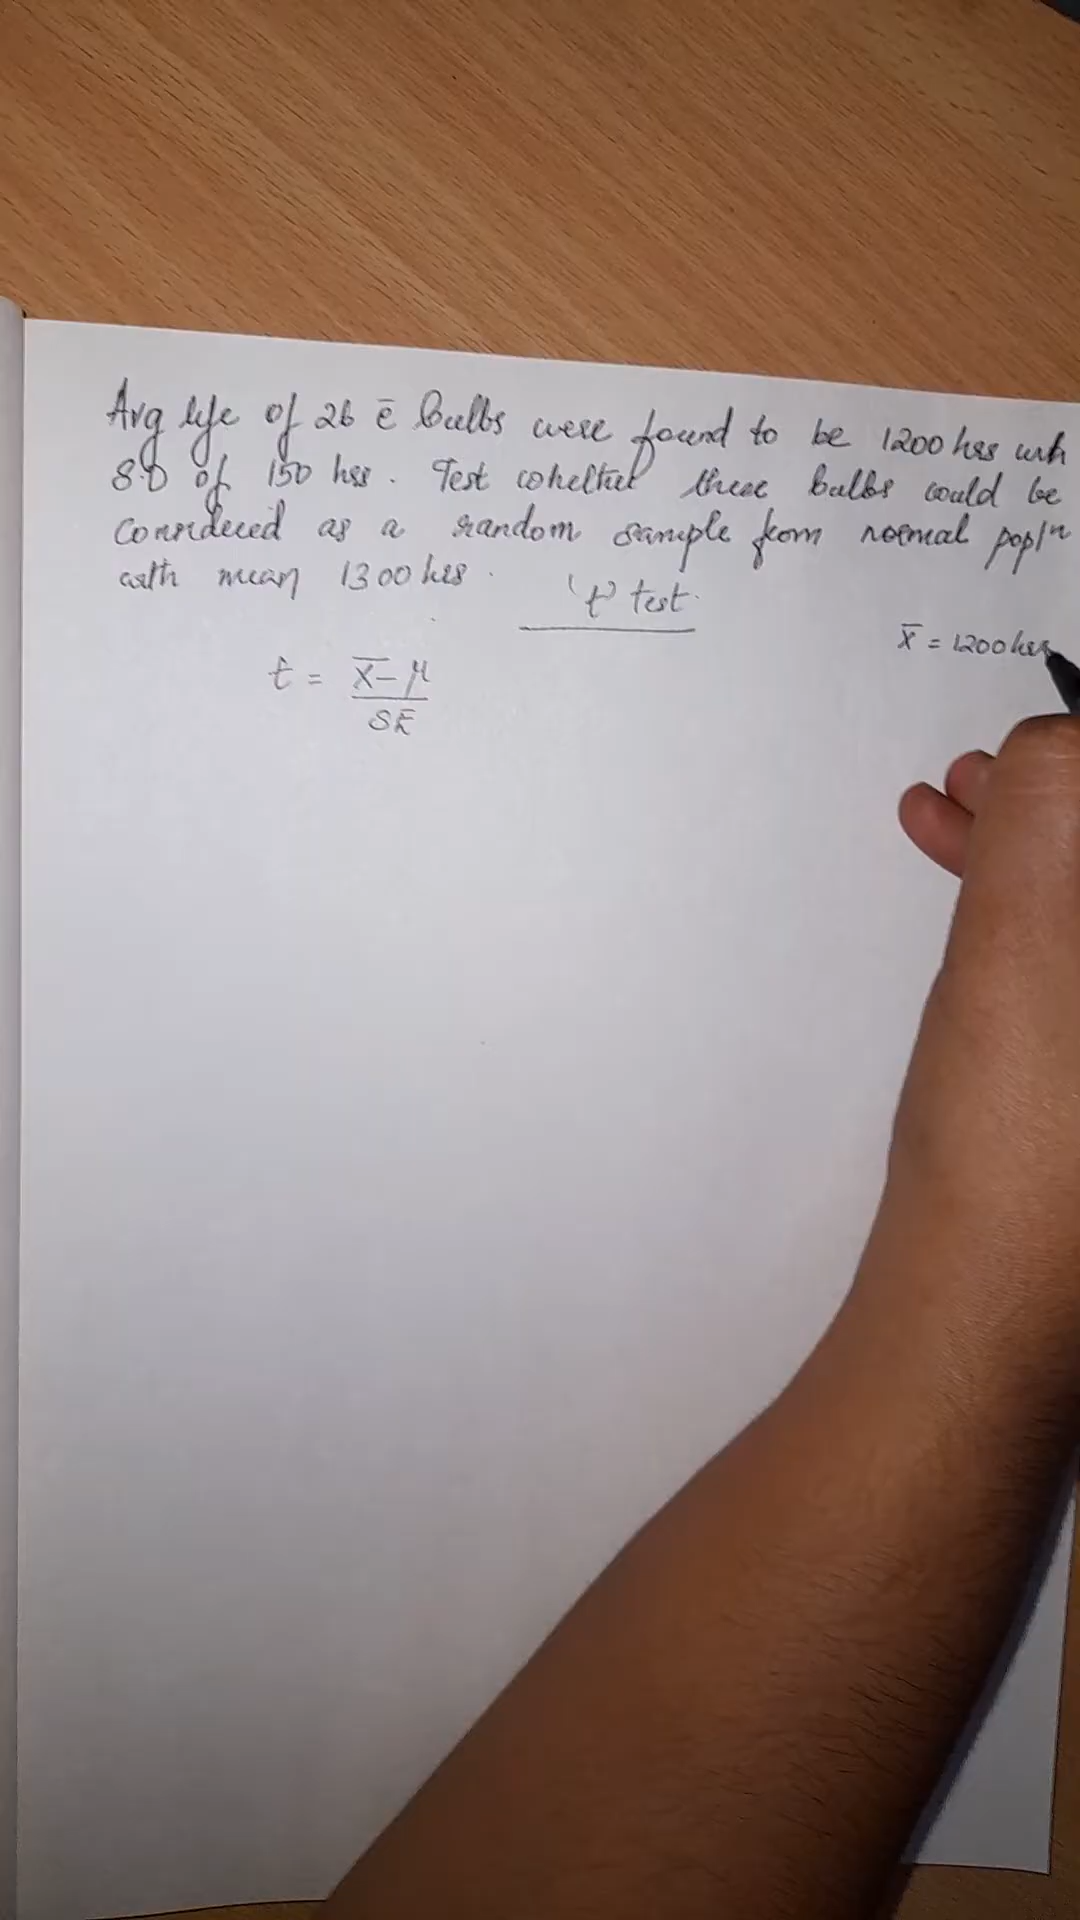 Avg life of 26 ē bulbs were found to be 1200 hrs with
S.D of 150 hrs. Test whether these bulbs could be
considered as a random sample from normal poplⁿ
with mean 1300 hrs.
't' test
x̄ = 1200 hrs
t = x̄ - μ
SE